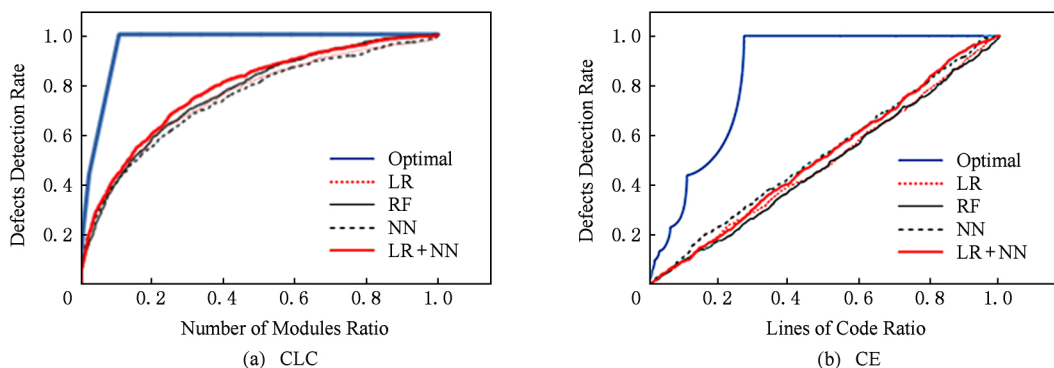 Defects Detection Rate
1. 0
0. 8
0. 6
0. 4
0. 2
0
Optimal
LR
RF
NN
LR+NN
0. 2 0. 4 0. 6 0. 8 1. 0
Number of Modules Ratio
(a) CLC
Defects Detection Rate
1. 0
0. 8
0. 6
0. 4
0. 2
0
Optimal
LR
RF
NN
LR+NN
0. 2 0. 4 0. 6 0. 8 1. 0
Lines of Code Ratio
(b) CE